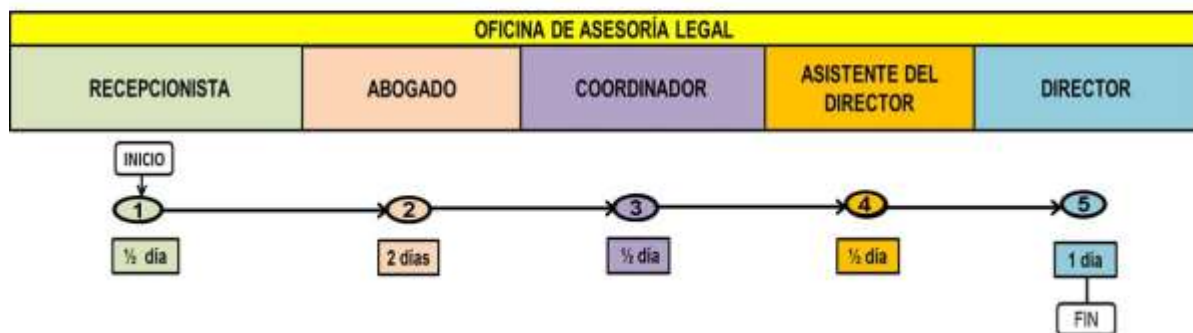 OFICINA DE ASESORÍA LEGAL
RECEPCIONISTA
ABOGADO
COORDINADOR
ASISTENTE DEL
DIRECTOR
DIRECTOR
INICIO
1
2
3
4
5
½ día
2 días
½ día
½ día
1 día
FIN